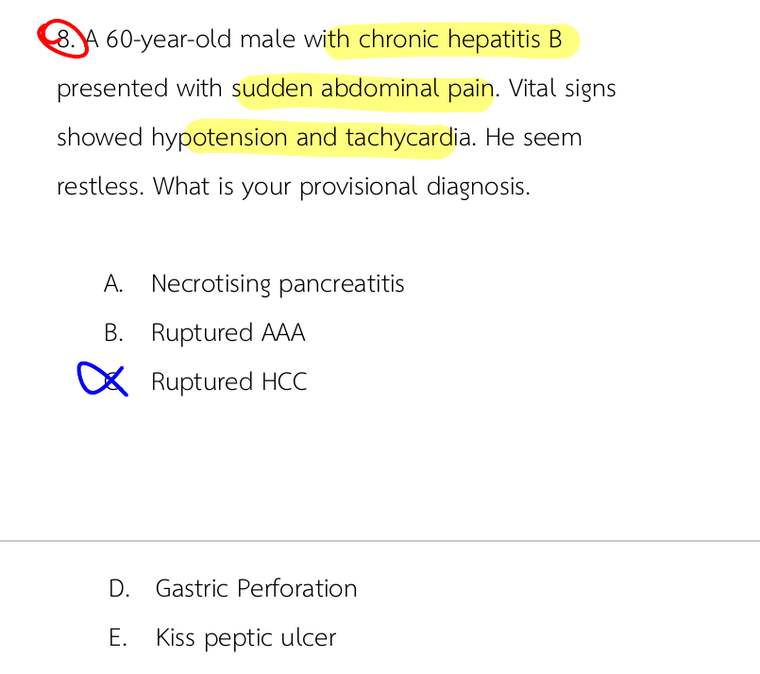 8. A 60-year-old male with chronic hepatitis B
presented with sudden abdominal pain. Vital signs
showed hypotension and tachycardia. He seem
restless. What is your provisional diagnosis.
A. Necrotising pancreatitis
B. Ruptured AAA
C. Ruptured HCC
D. Gastric Perforation
E. Kiss peptic ulcer